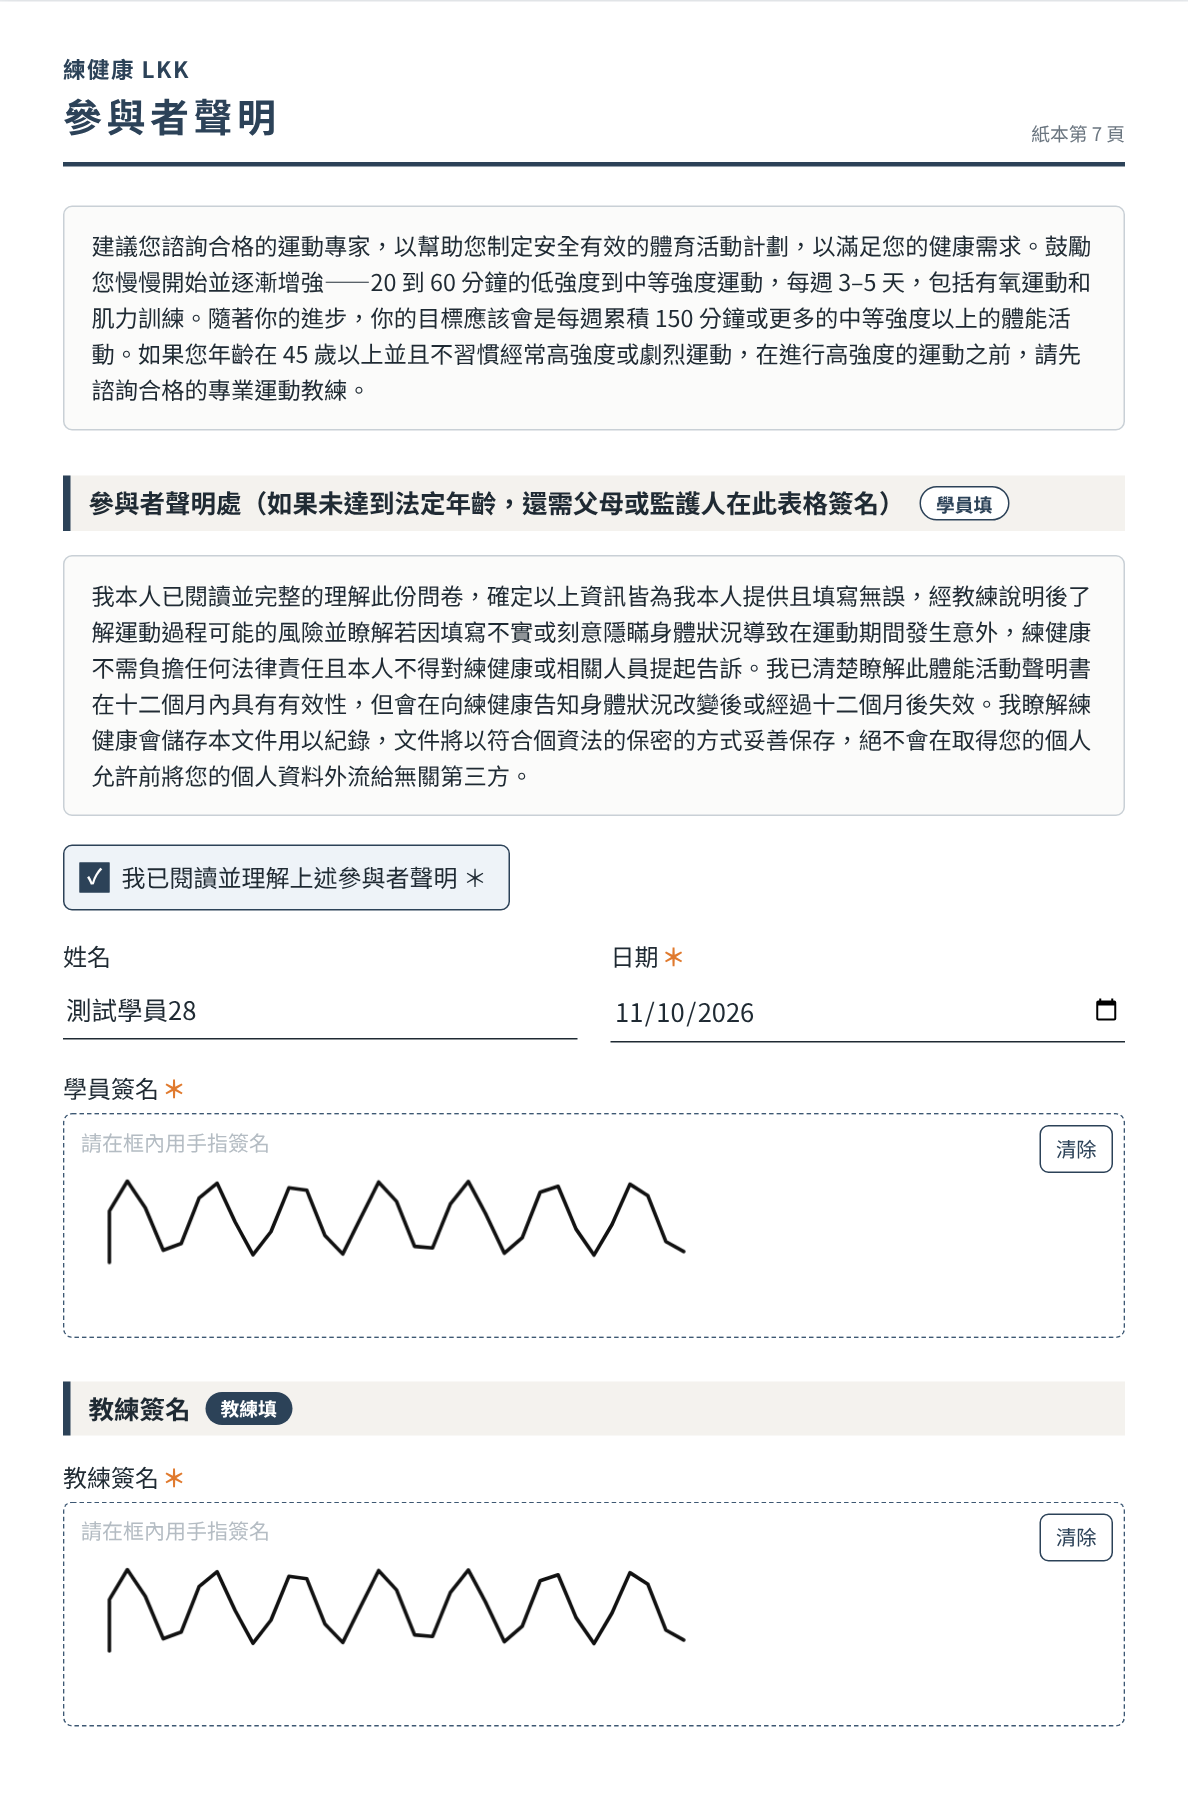 練健康 LKK
參與者聲明
紙本第 7 頁
建議您諮詢合格的運動專家，以幫助您制定安全有效的體育活動計劃，以滿足您的健康需求。鼓勵
您慢慢開始並逐漸增強——20 到 60 分鐘的低強度到中等強度運動，每週 3–5 天，包括有氧運動和
肌力訓練。隨著你的進步，你的目標應該會是每週累積 150 分鐘或更多的中等強度以上的體能活
動。如果您年齡在 45 歲以上並且不習慣經常高強度或劇烈運動，在進行高強度的運動之前，請先
諮詢合格的專業運動教練。
參與者聲明處（如果未達到法定年齡，還需父母或監護人在此表格簽名） 學員填
我本人已閱讀並完整的理解此份問卷，確定以上資訊皆為我本人提供且填寫無誤，經教練說明後了
解運動過程可能的風險並瞭解若因填寫不實或刻意隱瞞身體狀況導致在運動期間發生意外，練健康
不需負擔任何法律責任且本人不得對練健康或相關人員提起告訴。我已清楚瞭解此體能活動聲明書
在十二個月內具有有效性，但會在向練健康告知身體狀況改變後或經過十二個月後失效。我瞭解練
健康會儲存本文件用以紀錄，文件將以符合個資法的保密的方式妥善保存，絕不會在取得您的個人
允許前將您的個人資料外流給無關第三方。
✓ 我已閱讀並理解上述參與者聲明 ＊
姓名
測試學員28
日期＊
11/10/2026
學員簽名＊
請在框內用手指簽名
清除
教練簽名 教練填
教練簽名＊
請在框內用手指簽名
清除